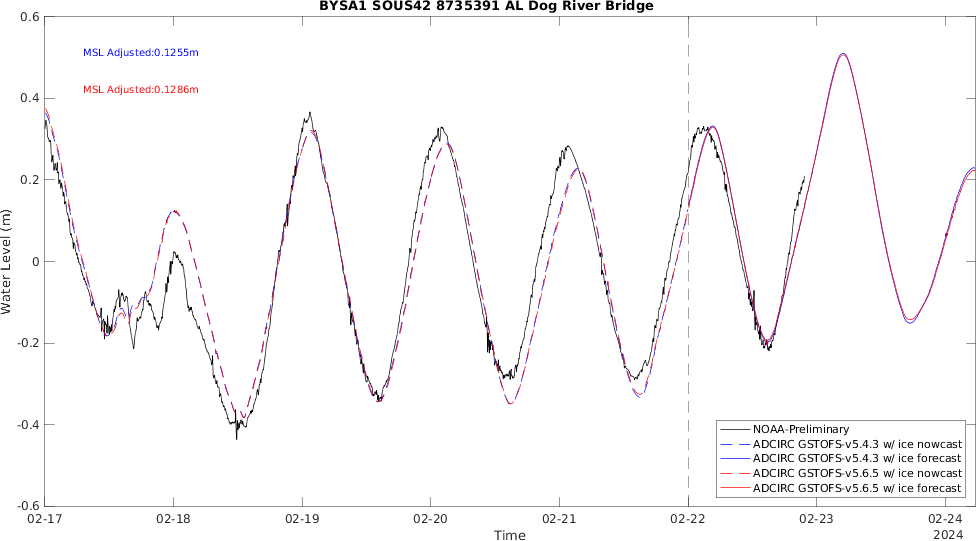 BYSA1 SOUS42 8735391 AL Dog River Bridge
MSL Adjusted:0.1255m
MSL Adjusted:0.1286m
0.6
0.4
0.2
0
-0.2
-0.4
-0.6
Water Level (m)
NOAA-Preliminary
ADCIRC GSTOFS-v5.4.3 w/ ice nowcast
ADCIRC GSTOFS-v5.4.3 w/ ice forecast
ADCIRC GSTOFS-v5.6.5 w/ ice nowcast
ADCIRC GSTOFS-v5.6.5 w/ ice forecast
02-17 02-18 02-19 02-20 02-21 02-22 02-23 02-24
Time
2024